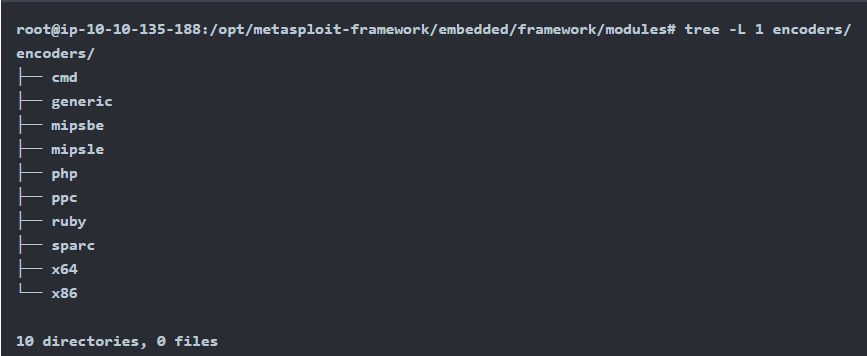 root@ip-10-10-135-188:/opt/metasploit-framework/embedded/framework/modules# tree -L 1 encoders/
encoders/
├── cmd
├── generic
├── mipsbe
├── mipsle
├── php
├── ppc
├── ruby
├── sparc
├── x64
└── x86
10 directories, 0 files